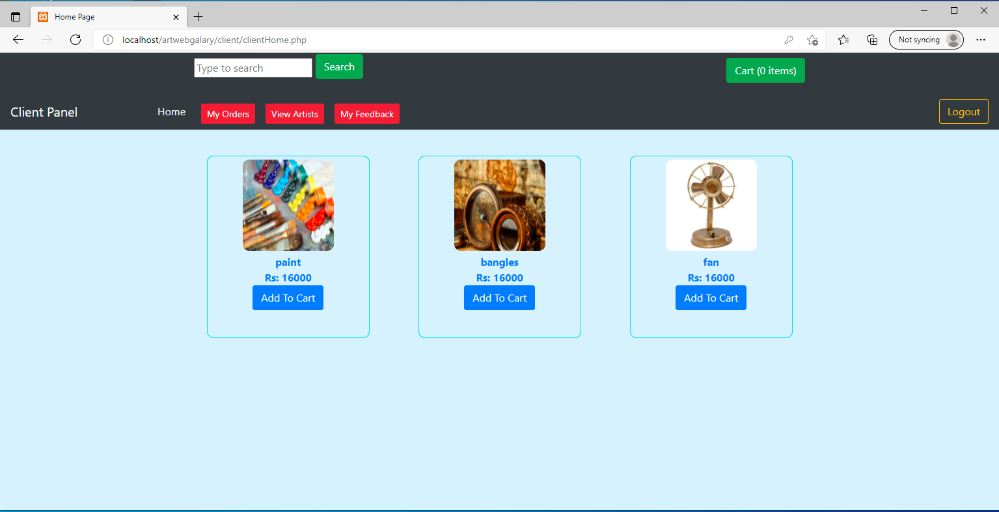 Home Page
localhost/artwebgalary/client/clientHome.php
Not syncing
Type to search
Search
Cart (0 items)
Client Panel
Home
My Orders
View Artists
My Feedback
Logout
paint
Rs: 16000
Add To Cart
bangles
Rs: 16000
Add To Cart
fan
Rs: 16000
Add To Cart